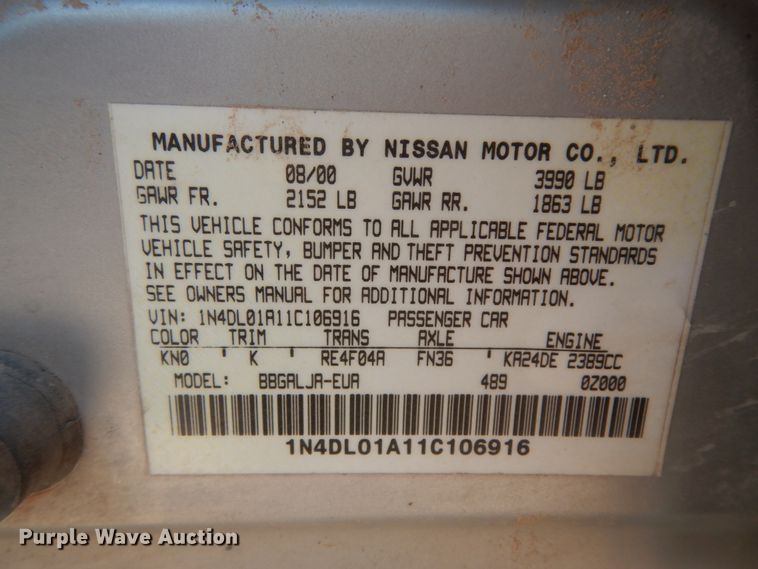 MANUFACTURED BY NISSAN MOTOR CO., LTD.
DATE 08/00 GVWR 3990 LB
GAWR FR. 2152 LB GAWR RR. 1863 LB
THIS VEHICLE CONFORMS TO ALL APPLICABLE FEDERAL MOTOR
VEHICLE SAFETY, BUMPER AND THEFT PREVENTION STANDARDS
IN EFFECT ON THE DATE OF MANUFACTURE SHOWN ABOVE.
SEE OWNERS MANUAL FOR ADDITIONAL INFORMATION.
VIN: 1N4DL01A11C106916 PASSENGER CAR
COLOR TRIM TRANS AXLE ENGINE
KN0 K RE4F04A FN36 KA24DE 2389CC
MODEL: BBGALJA-EUA 489 0Z000
1N4DL01A11C106916
Purple Wave Auction